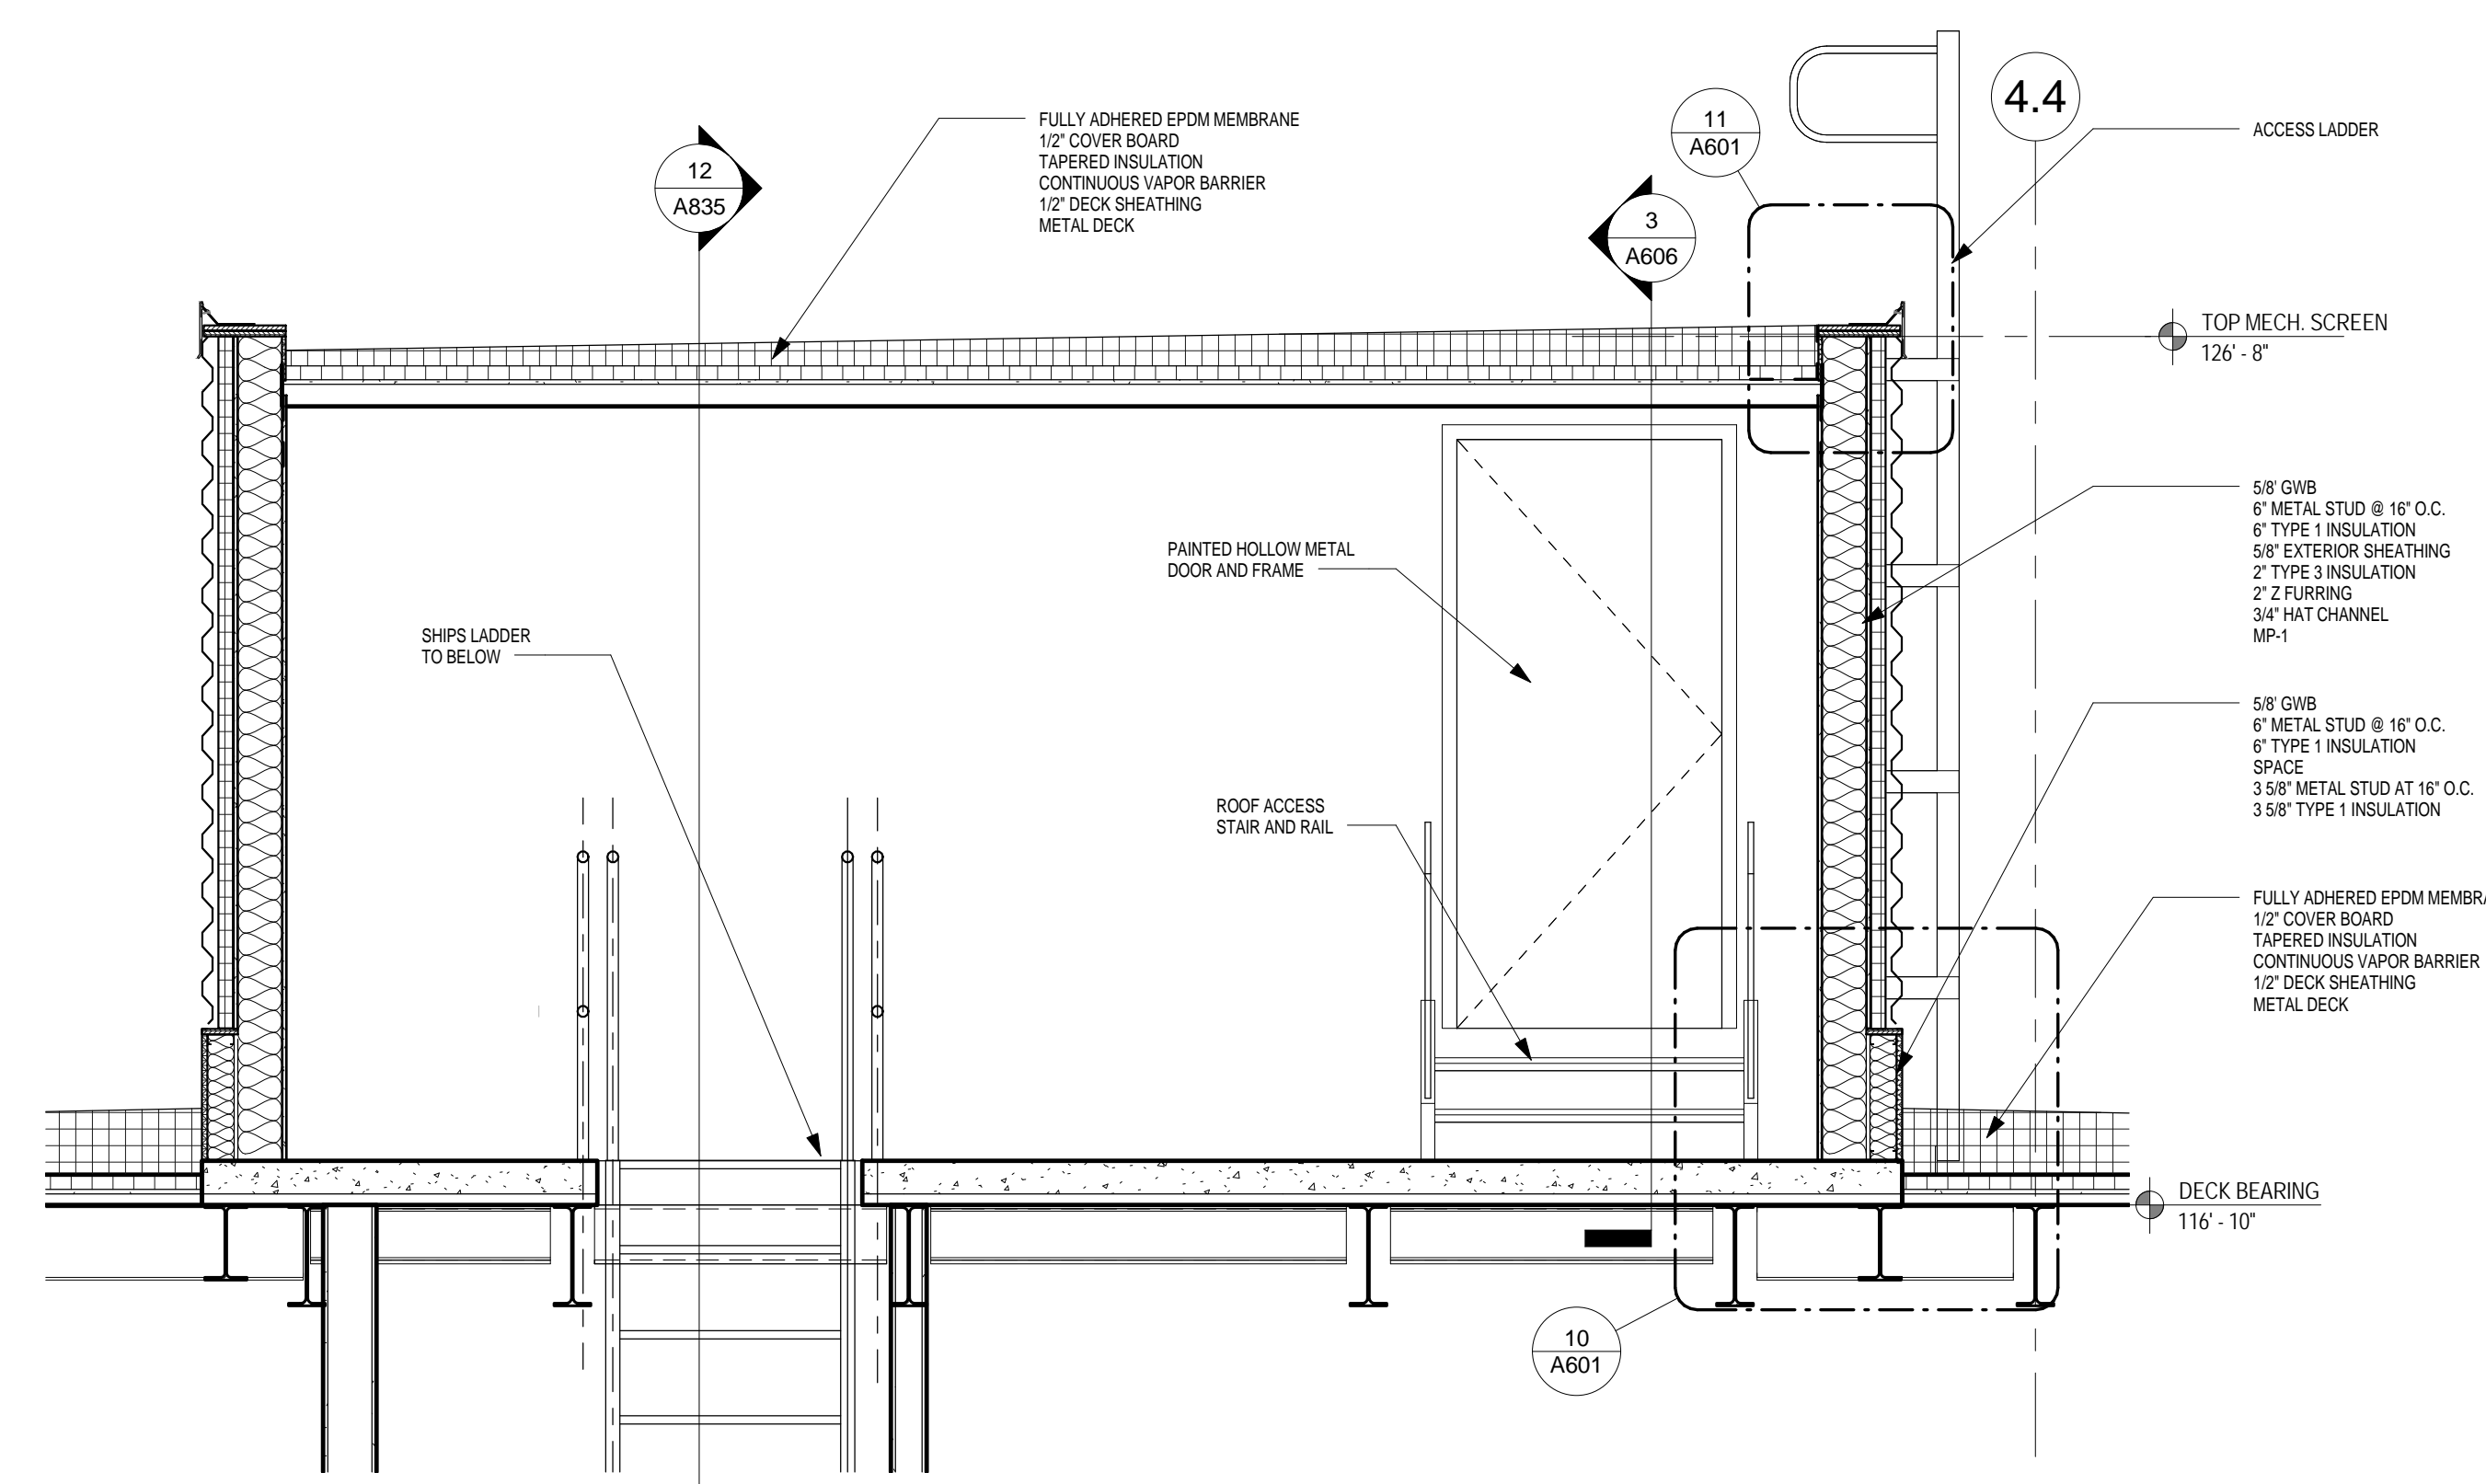 4.4
11
A601
ACCESS LADDER
FULLY ADHERED EPDM MEMBRANE
1/2" COVER BOARD
TAPERED INSULATION
CONTINUOUS VAPOR BARRIER
1/2" DECK SHEATHING
METAL DECK
12
A835
3
A606
TOP MECH. SCREEN
126' - 8"
5/8' GWB
6" METAL STUD @ 16" O.C.
6" TYPE 1 INSULATION
5/8" EXTERIOR SHEATHING
2" TYPE 3 INSULATION
2" Z FURRING
3/4" HAT CHANNEL
MP-1
PAINTED HOLLOW METAL
DOOR AND FRAME
SHIPS LADDER
TO BELOW
5/8' GWB
6" METAL STUD @ 16" O.C.
6" TYPE 1 INSULATION
SPACE
3 5/8" METAL STUD AT 16" O.C.
3 5/8" TYPE 1 INSULATION
ROOF ACCESS
STAIR AND RAIL
FULLY ADHERED EPDM
1/2" COVER BOARD
TAPERED INSULATION
CONTINUOUS VAPOR BARRIER
1/2" DECK SHEATHING
METAL DECK
DECK BEARING
116' - 10"
10
A601